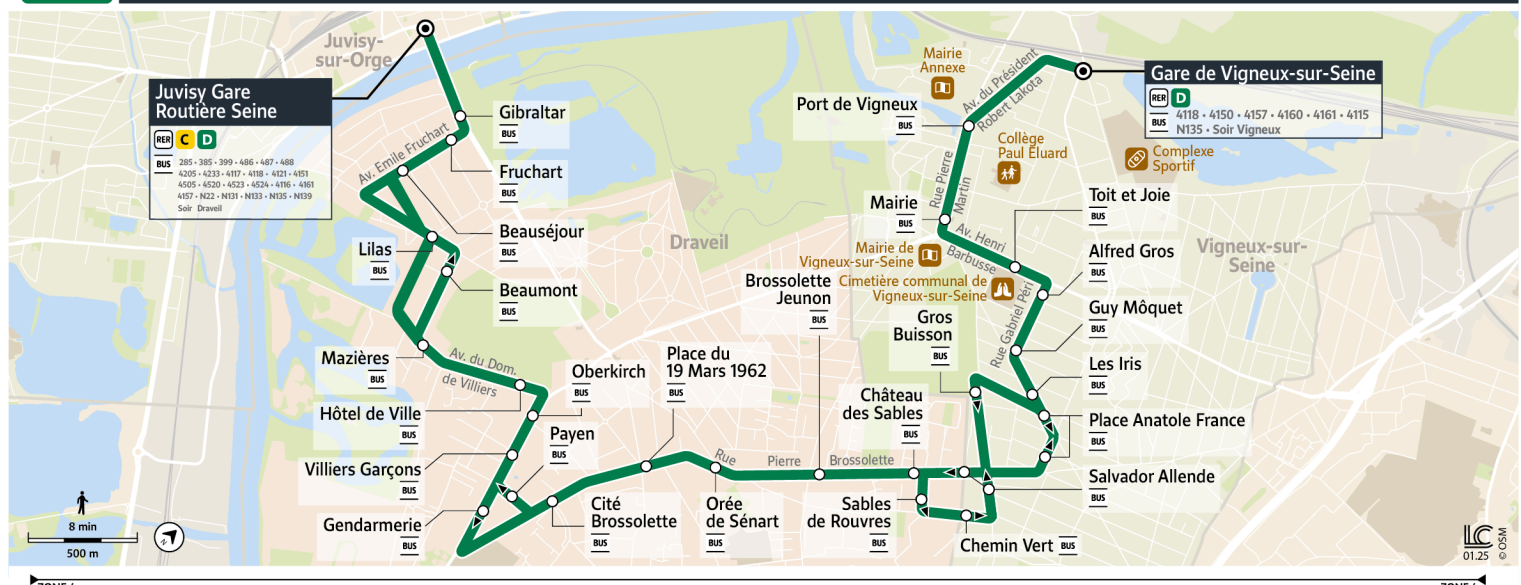 Juvisy-
sur-Orge
Juvisy Gare
Routière Seine
RER C D
BUS
285 • 385 • 399 • 486 • 487 • 488
4205 • 4233 • 4117 • 4118 • 4121 • 4151
4505 • 4520 • 4523 • 4524 • 4116 • 4161
4157 • N22 • N131 • N133 • N135 • N139
Soir Draveil
Gibraltar
BUS
Av. Emile Fruchart
Fruchart
BUS
Beauséjour
BUS
Lilas
BUS
Beaumont
BUS
Mazières
BUS
Av. du Dom.
de Villiers
Hôtel de Ville
BUS
Oberkirch
BUS
Villiers Garçons
BUS
Payen
BUS
Gendarmerie
BUS
Cité
Brossolette
BUS
Place du
19 Mars 1962
BUS
Draveil
Rue Pierre Brossolette
Orée
de Sénart
BUS
Brossolette
Jeunon
BUS
Château
des Sables
BUS
Sables
de Rouvres
BUS
Chemin Vert BUS
Gros
Buisson
BUS
Salvador Allende
BUS
Place Anatole France
BUS
Les Iris
BUS
Guy Môquet
BUS
Rue Gabriel Péri
Alfred Gros
BUS
Toit et Joie
BUS
Av. Henri
Barbusse
Cimetière communal de
Vigneux-sur-Seine
Mairie de
Vigneux-sur-Seine
Mairie
BUS
Rue Pierre
Martin
Collège
Paul Eluard
Port de Vigneux
BUS
Mairie
Annexe
Av. du Président
Robert Lakota
Complexe
Sportif
Gare de Vigneux-sur-Seine
RER D
BUS
4118 • 4150 • 4157 • 4160 • 4161 • 4115
N135 • Soir Vigneux
Vigneux-sur-
Seine
8 min
500 m
N
LC
01.25
© OSM